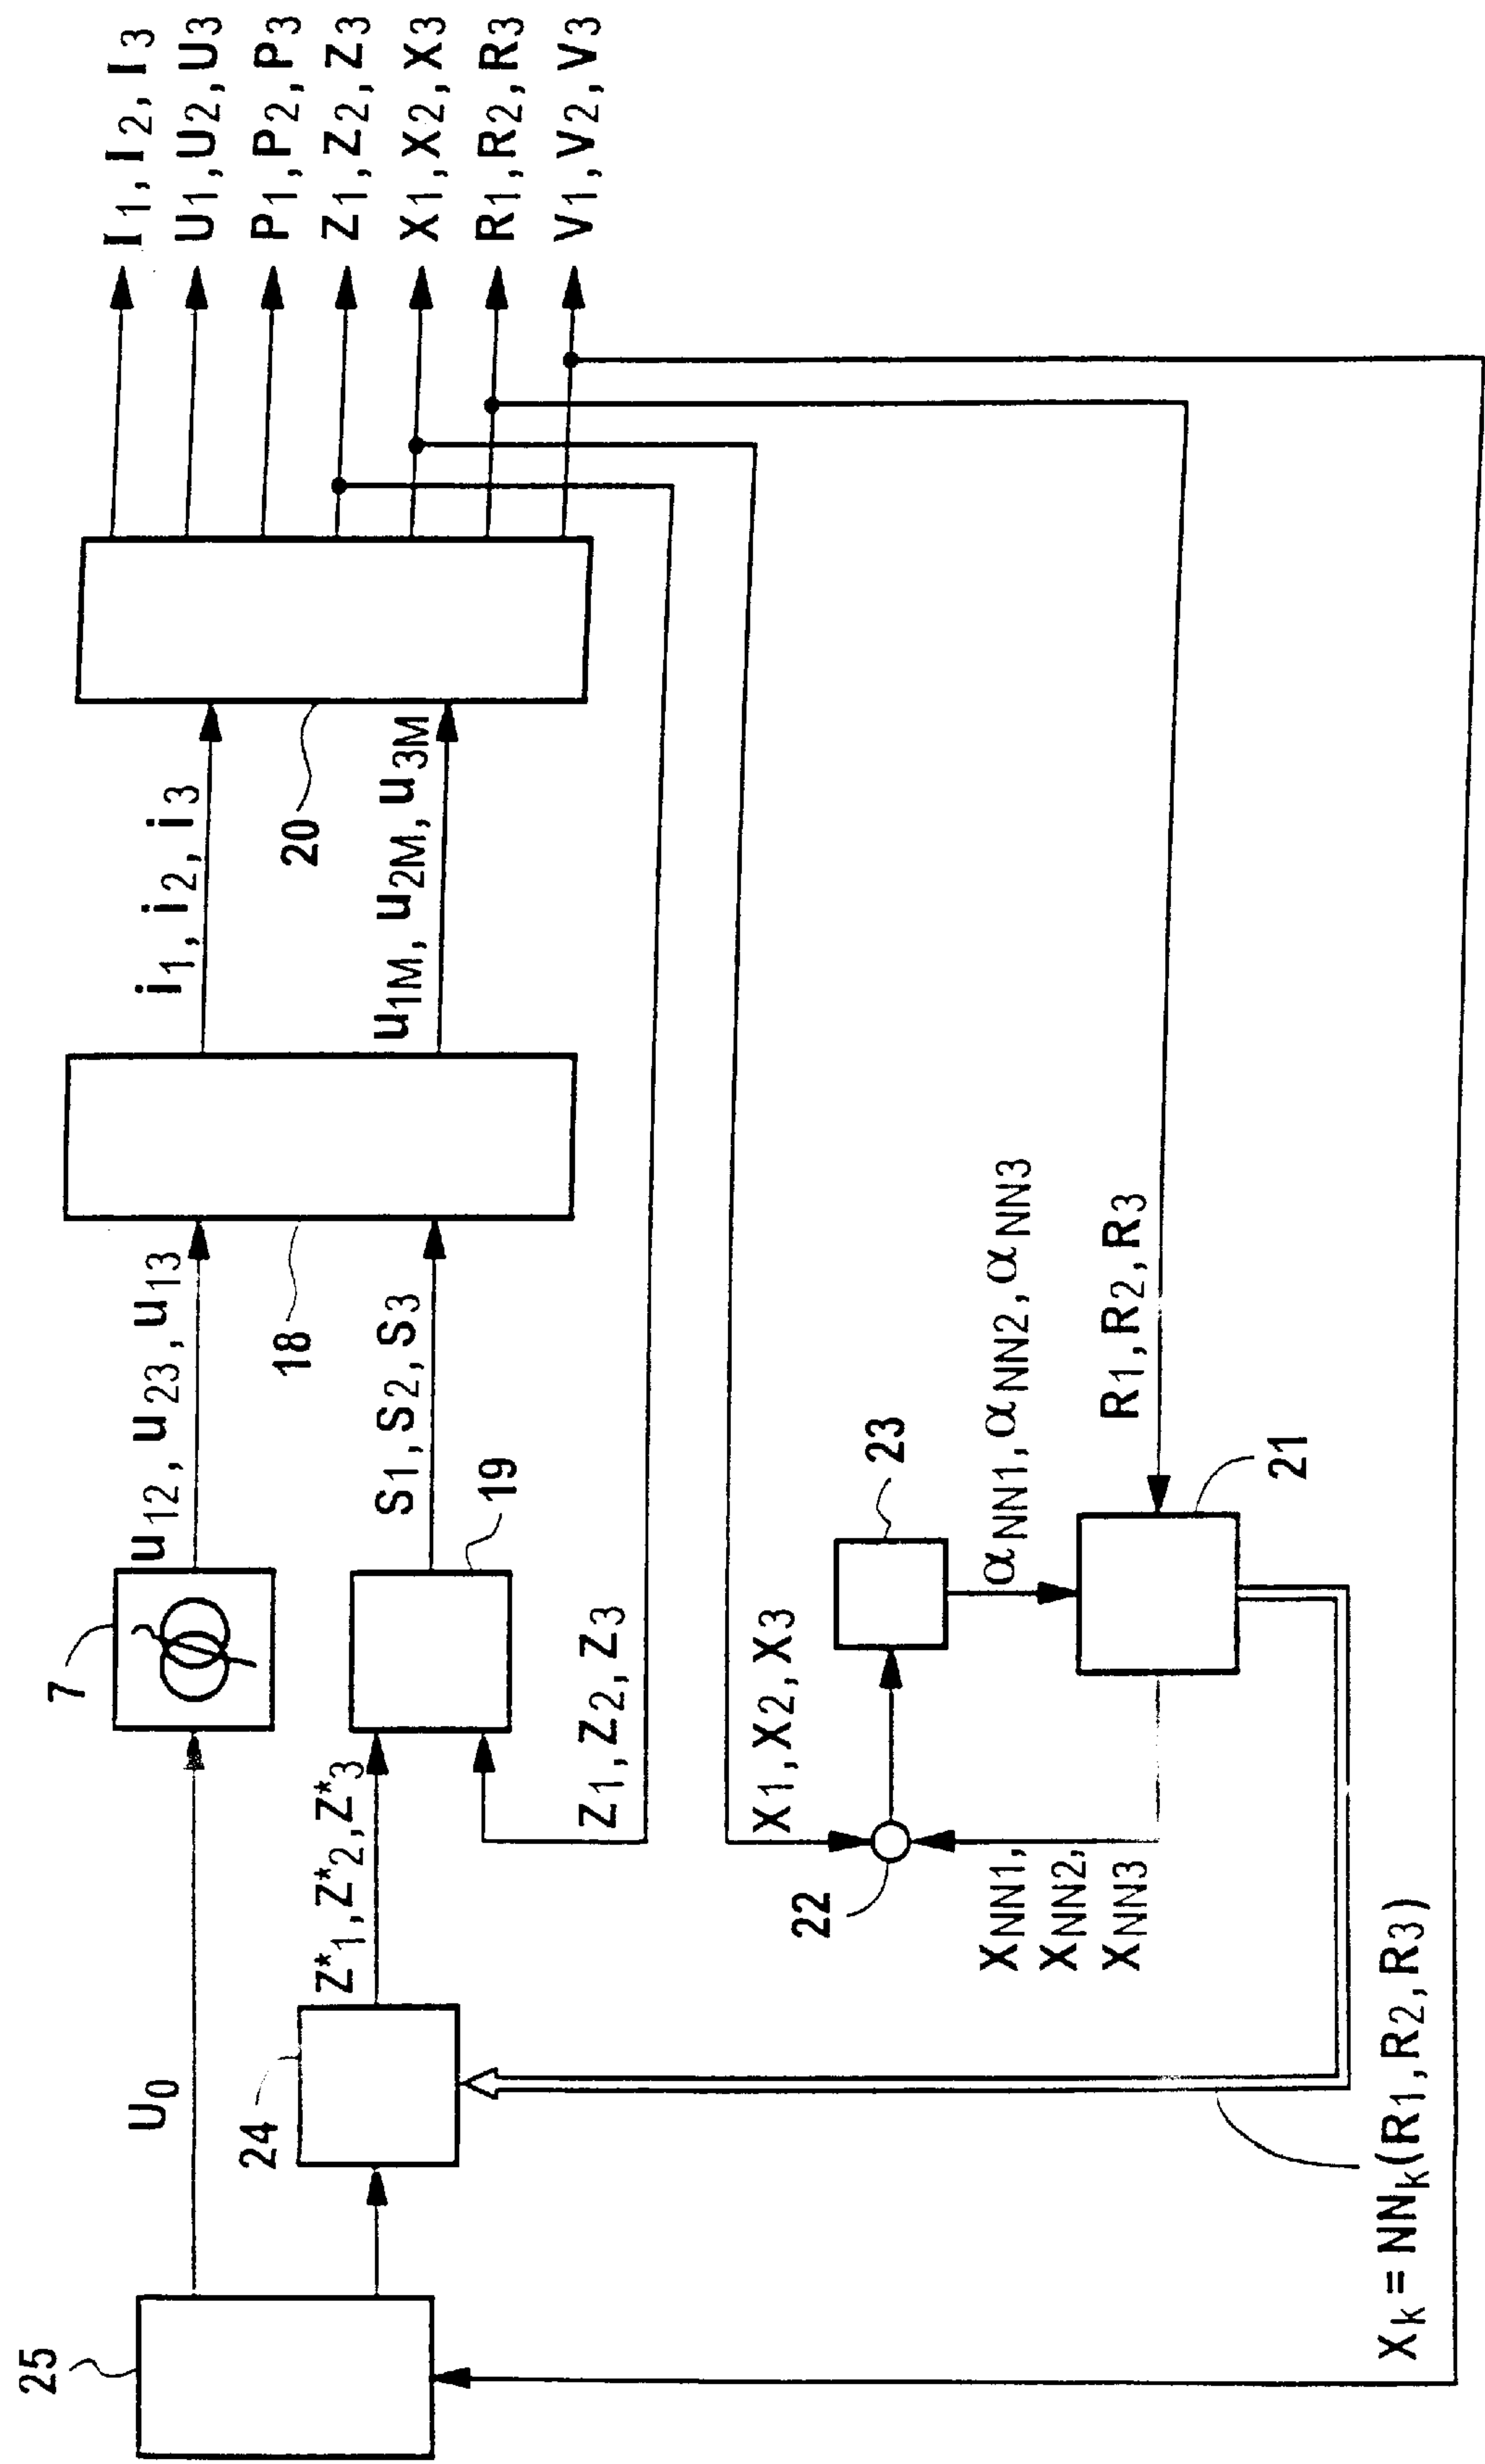 25
U0
7
u12, u23, u13
18
i1, i2, i3
20
I1, I2, I3
U1, U2, U3
P1, P2, P3
Z1, Z2, Z3
X1, X2, X3
R1, R2, R3
V1, V2, V3
24
Z*1, Z*2, Z*3
19
S1, S2, S3
u1M, u2M, u3M
Z1, Z2, Z3
X1, X2, X3
22
23
XNN1,
XNN2,
XNN3
αNN1, αNN2, αNN3
R1, R2, R3
21
Xk = NNk(R1, R2, R3)